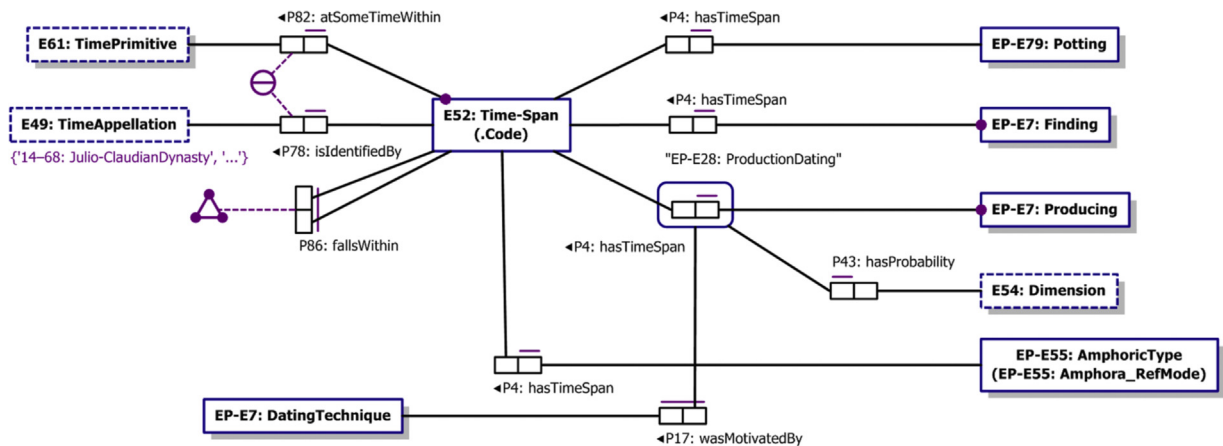 ◄P82: atSomeTimeWithin
◄P4: hasTimeSpan
E61: TimePrimitive
EP-E79: Potting
◄P4: hasTimeSpan
E49: TimeAppellation
E52: Time-Span
(.Code)
EP-E7: Finding
{'14–68: Julio-ClaudianDynasty', '...'}
◄P78: isIdentifiedBy
"EP-E28: ProductionDating"
EP-E7: Producing
P86: fallsWithin
◄P4: hasTimeSpan
P43: hasProbability
E54: Dimension
EP-E55: AmphoricType
(EP-E55: Amphora_RefMode)
◄P4: hasTimeSpan
EP-E7: DatingTechnique
◄P17: wasMotivatedBy